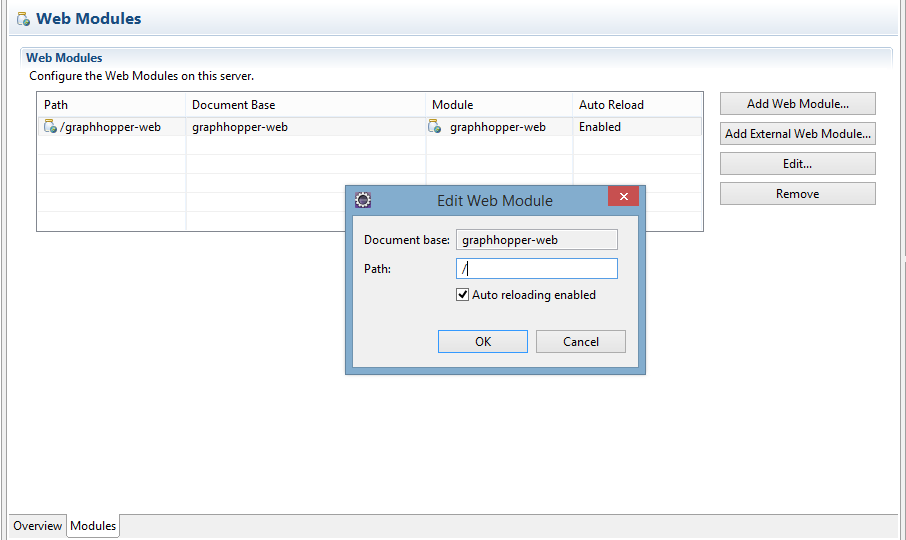 Web Modules
Web Modules
Configure the Web Modules on this server.
Path Document Base Module Auto Reload
/graphhopper-web graphhopper-web graphhopper-web Enabled
Add Web Module...
Add External Web Module...
Edit...
Remove
Edit Web Module
Document base: graphhopper-web
Path: /
Auto reloading enabled
OK Cancel
Overview Modules